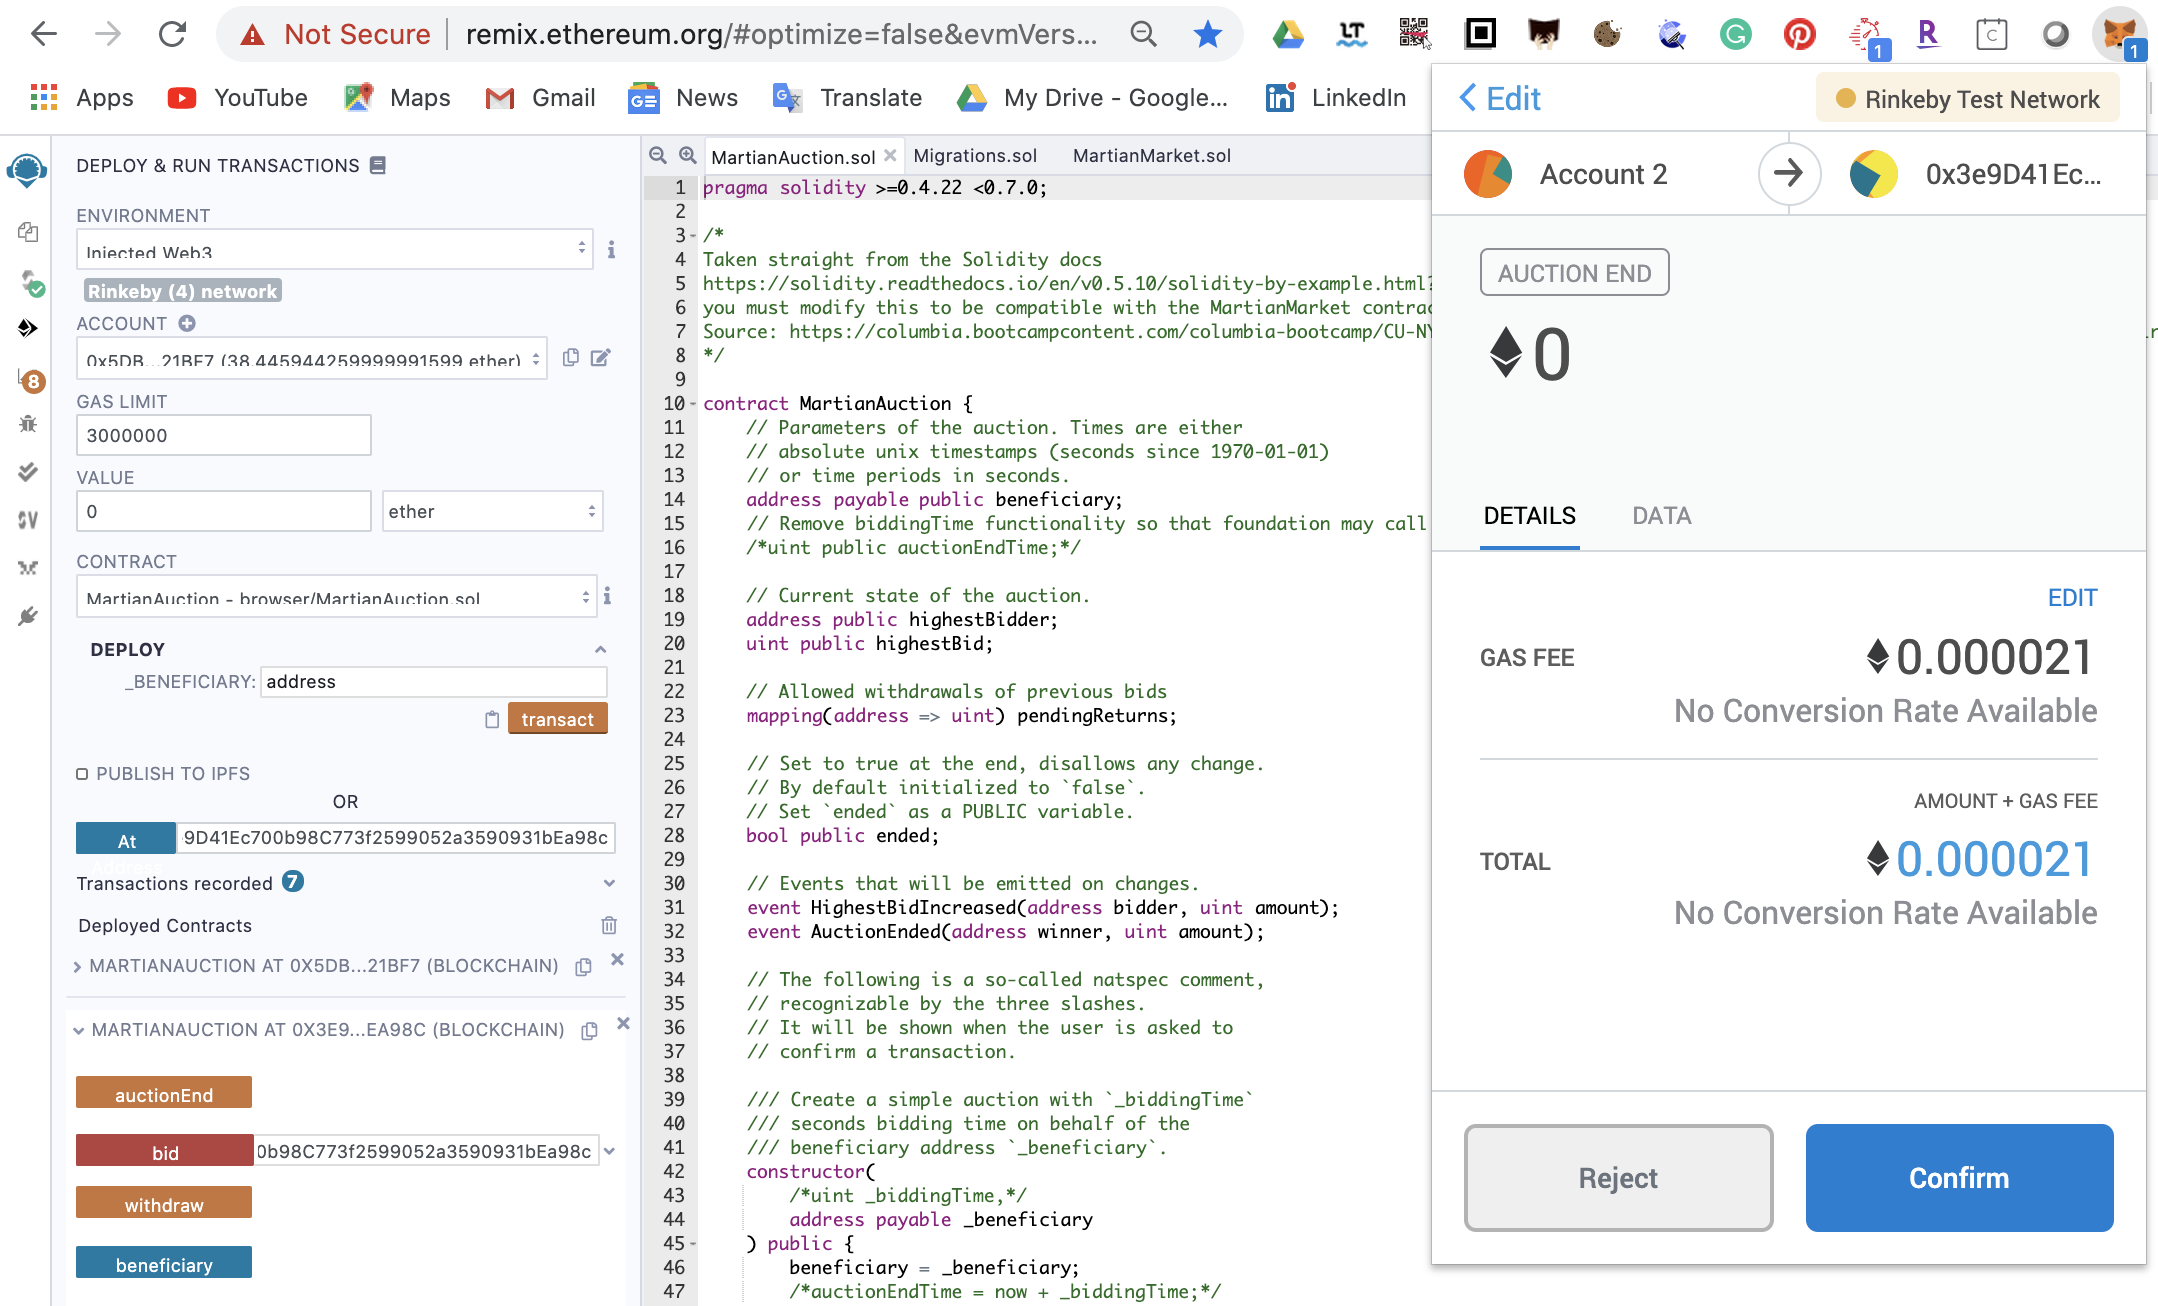 Not Secure
remix.ethereum.org/#optimize=false&evmVers...
LT
1
R
C
1
Apps
YouTube
Maps
Gmail
News
Translate
My Drive - Google...
LinkedIn
DEPLOY & RUN TRANSACTIONS
ENVIRONMENT
Injected Web3
Rinkeby (4) network
ACCOUNT
0x5DB...21BF7 (38.445944259999991599 ether)
8
GAS LIMIT
3000000
VALUE
0
ether
CONTRACT
MartianAuction - browser/MartianAuction.sol
DEPLOY
_BENEFICIARY:
address
transact
PUBLISH TO IPFS
OR
At
9D41Ec700b98C773f2599052a3590931bEa98c
Transactions recorded 7
Deployed Contracts
MARTIANAUCTION AT 0X5DB...21BF7 (BLOCKCHAIN)
MARTIANAUCTION AT 0X3E9...EA98C (BLOCKCHAIN)
auctionEnd
bid
0b98C773f2599052a3590931bEa98c
withdraw
beneficiary
MartianAuction.sol
Migrations.sol
MartianMarket.sol
1 pragma solidity >=0.4.22 <0.7.0;
2
3 /*
4 Taken straight from the Solidity docs
5 https://solidity.readthedocs.io/en/v0.5.10/solidity-by-example.html?
6 you must modify this to be compatible with the MartianMarket contrac
7 Source: https://columbia.bootcampcontent.com/columbia-bootcamp/CU-NY
8 */
9
10 contract MartianAuction {
11 // Parameters of the auction. Times are either
12 // absolute unix timestamps (seconds since 1970-01-01)
13 // or time periods in seconds.
14 address payable public beneficiary;
15 // Remove biddingTime functionality so that foundation may call
16 /*uint public auctionEndTime;*/
17
18 // Current state of the auction.
19 address public highestBidder;
20 uint public highestBid;
21
22 // Allowed withdrawals of previous bids
23 mapping(address => uint) pendingReturns;
24
25 // Set to true at the end, disallows any change.
26 // By default initialized to `false`.
27 // Set `ended` as a PUBLIC variable.
28 bool public ended;
29
30 // Events that will be emitted on changes.
31 event HighestBidIncreased(address bidder, uint amount);
32 event AuctionEnded(address winner, uint amount);
33
34 // The following is a so-called natspec comment,
35 // recognizable by the three slashes.
36 // It will be shown when the user is asked to
37 // confirm a transaction.
38
39 /// Create a simple auction with `_biddingTime`
40 /// seconds bidding time on behalf of the
41 /// beneficiary address `_beneficiary`.
42 constructor(
43 /*uint _biddingTime,*/
44 address payable _beneficiary
45 ) public {
46 beneficiary = _beneficiary;
47 /*auctionEndTime = now + _biddingTime;*/
Edit
Rinkeby Test Network
Account 2
0x3e9D41Ec...
AUCTION END
0
DETAILS
DATA
EDIT
GAS FEE
0.000021
No Conversion Rate Available
AMOUNT + GAS FEE
TOTAL
0.000021
No Conversion Rate Available
Reject
Confirm